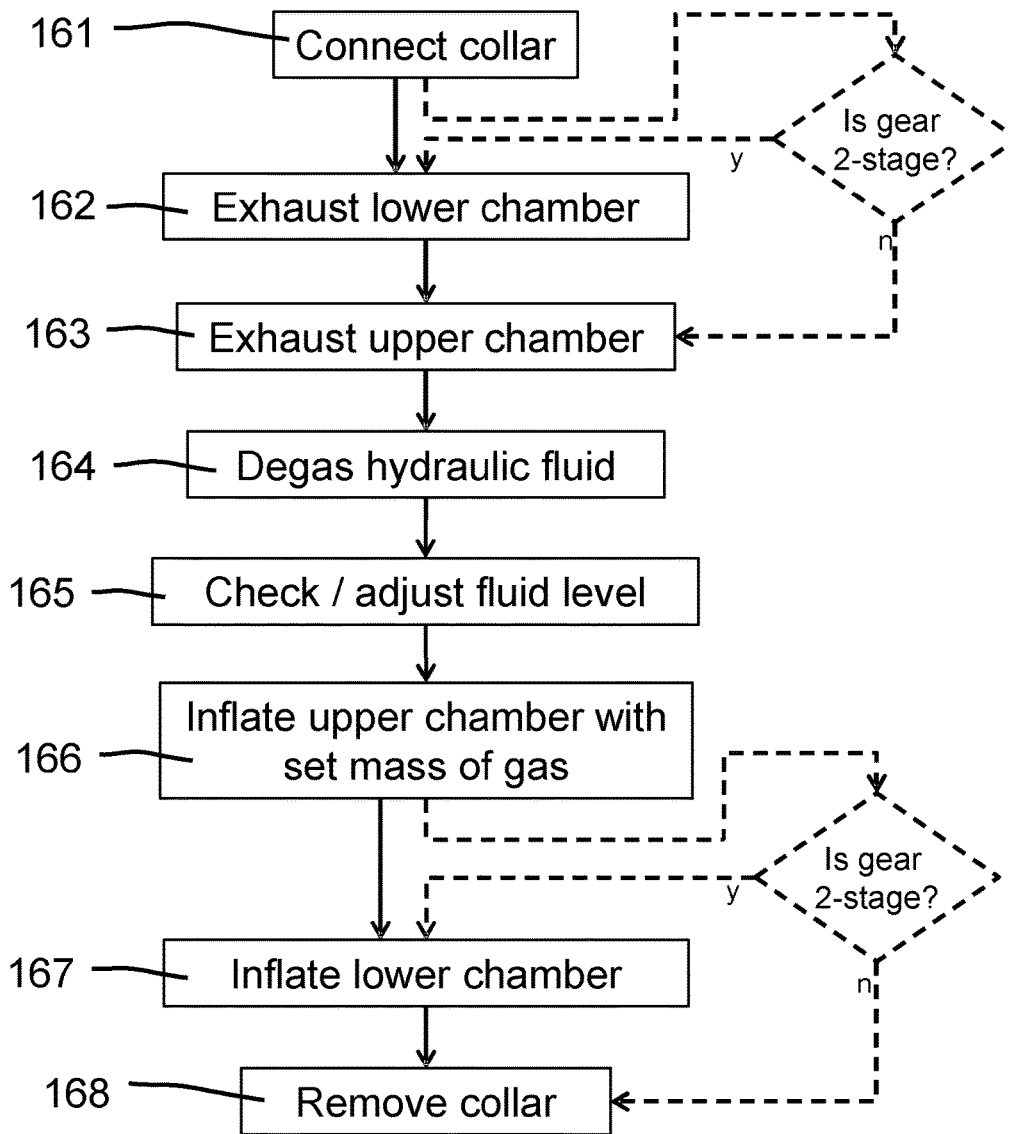 161
Connect collar
Is gear
2-stage?
y
n
162
Exhaust lower chamber
163
Exhaust upper chamber
164
Degas hydraulic fluid
165
Check / adjust fluid level
166
Inflate upper chamber with
set mass of gas
Is gear
2-stage?
y
n
167
Inflate lower chamber
168
Remove collar